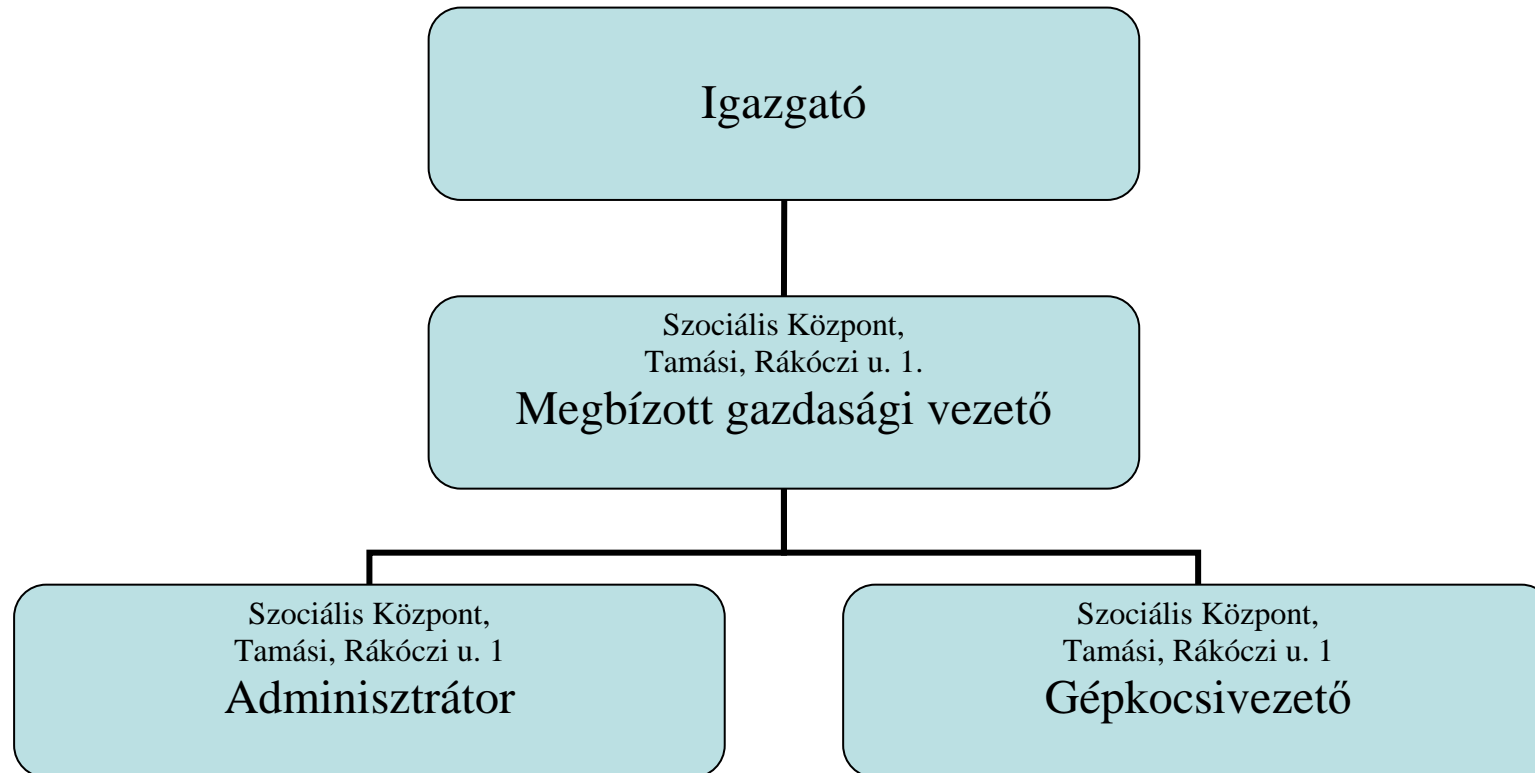 Igazgató
Szociális Központ,
Tamási, Rákóczi u. 1.
Megbízott gazdasági vezető
Szociális Központ,
Tamási, Rákóczi u. 1
Adminisztrátor
Szociális Központ,
Tamási, Rákóczi u. 1
Gépkocsivezető